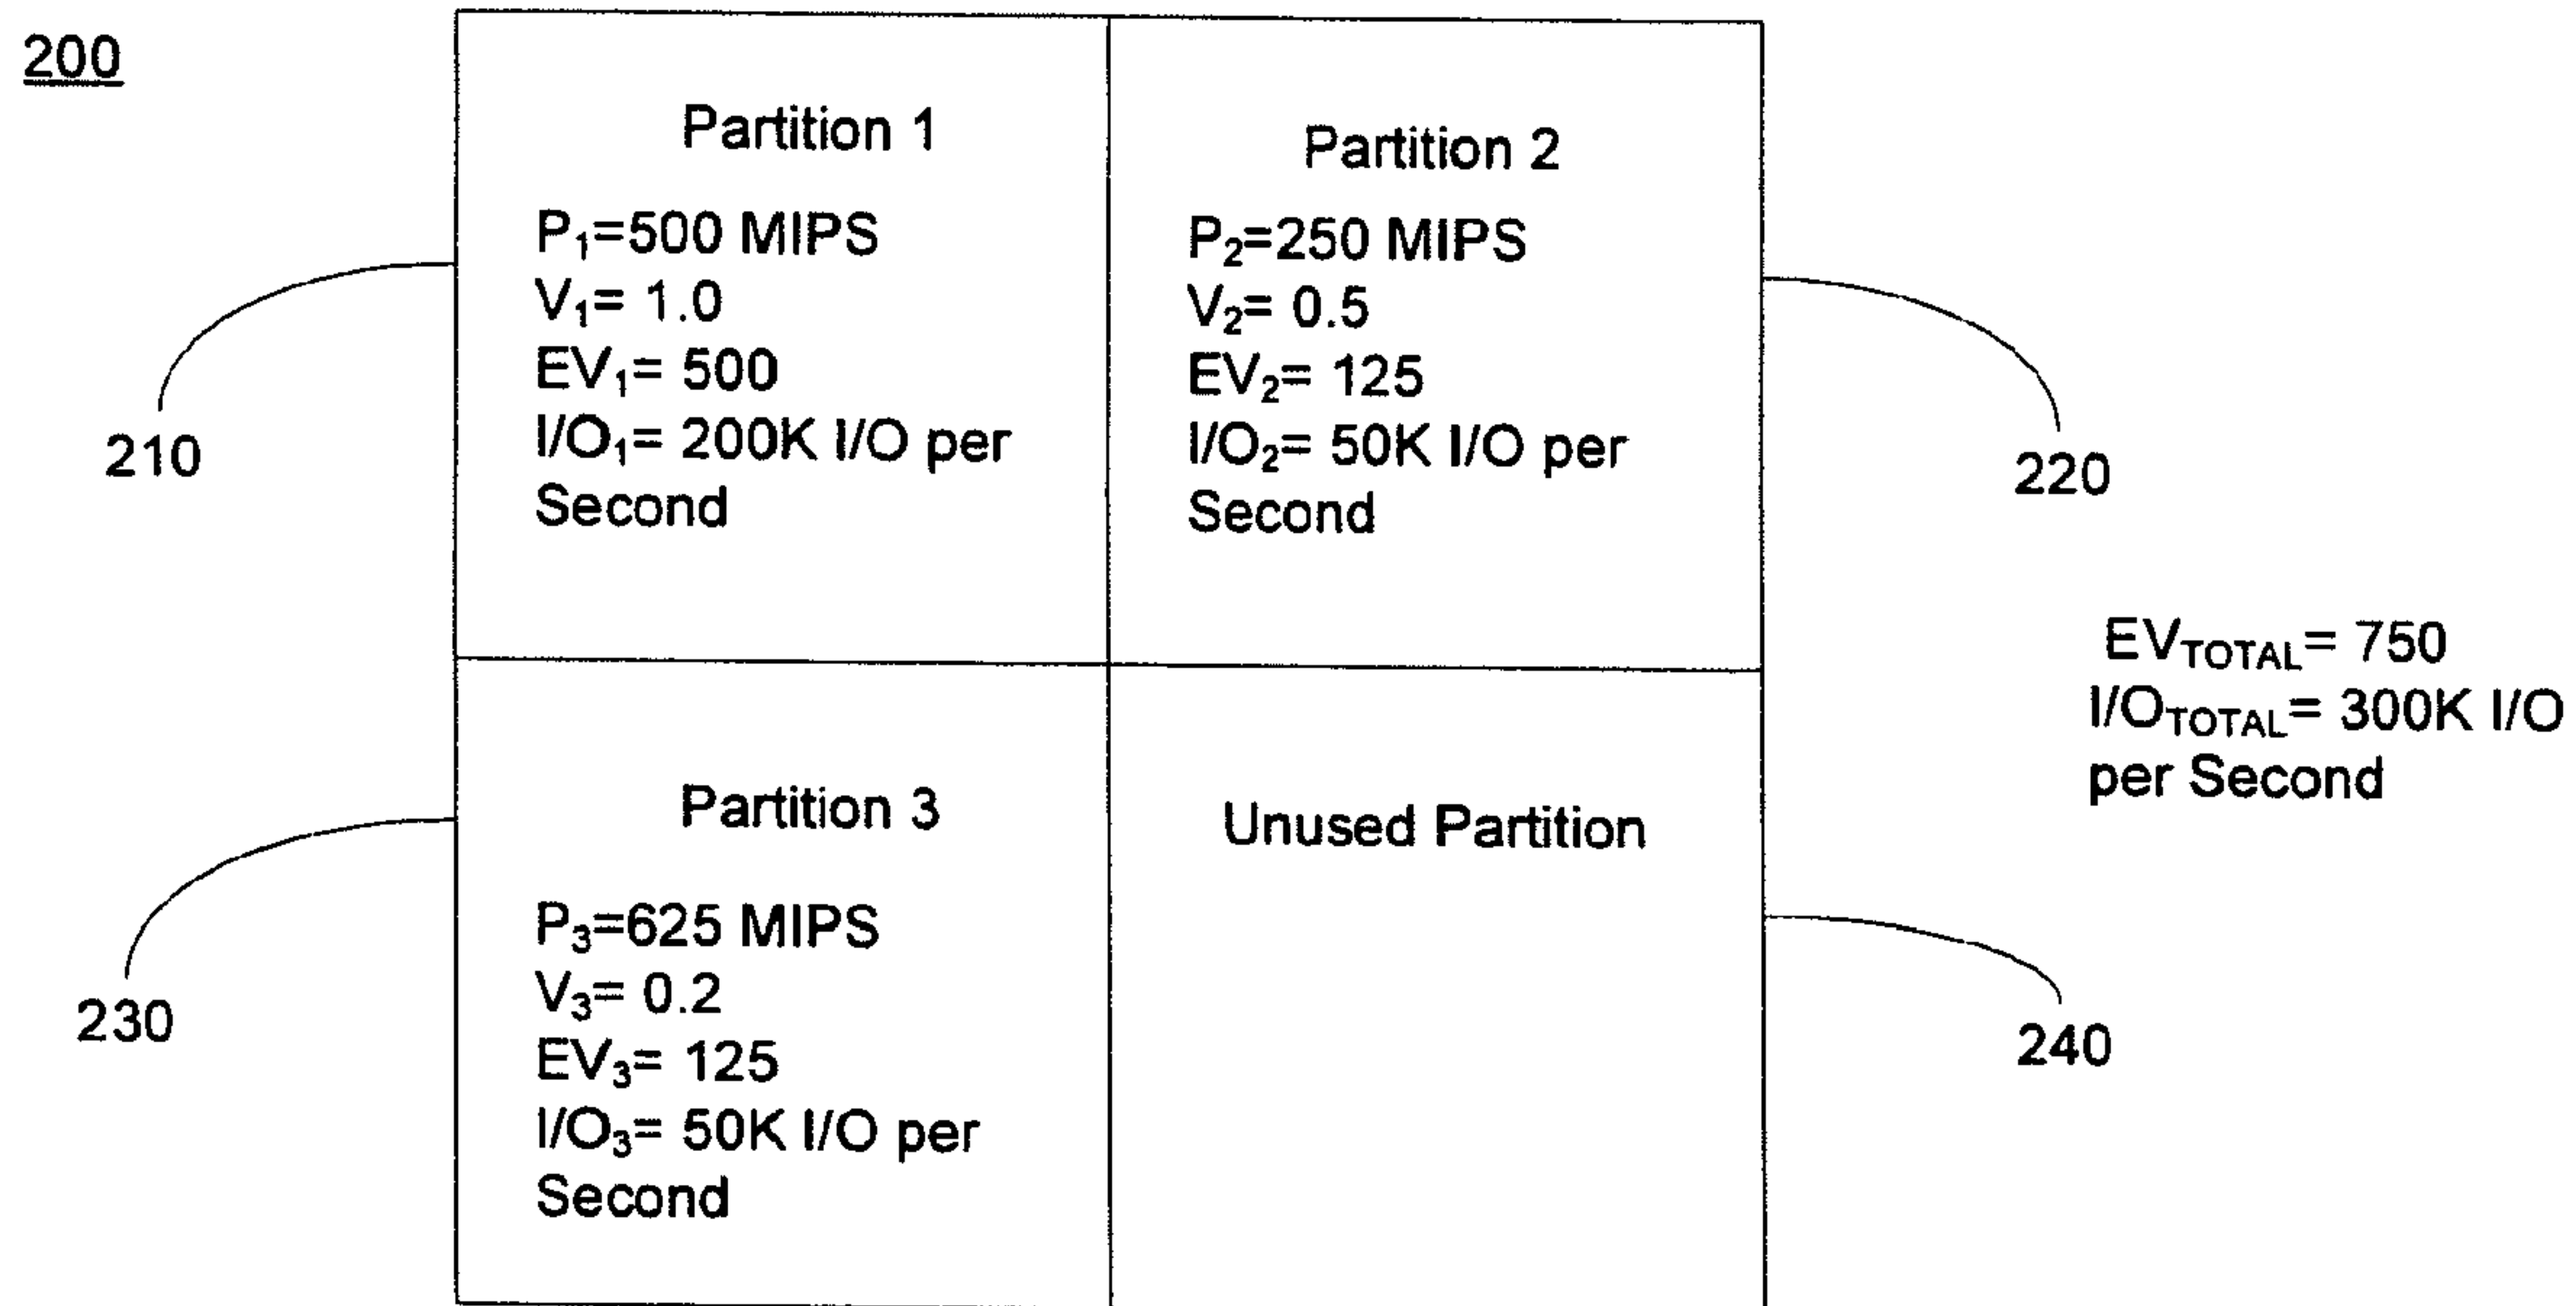 200
Partition 1
P₁=500 MIPS
V₁= 1.0
EV₁= 500
I/O₁= 200K I/O per
Second
210
Partition 2
P₂=250 MIPS
V₂= 0.5
EV₂= 125
I/O₂= 50K I/O per
Second
220
EV_TOTAL= 750
I/O_TOTAL= 300K I/O
per Second
Partition 3
P₃=625 MIPS
V₃= 0.2
EV₃= 125
I/O₃= 50K I/O per
Second
230
Unused Partition
240